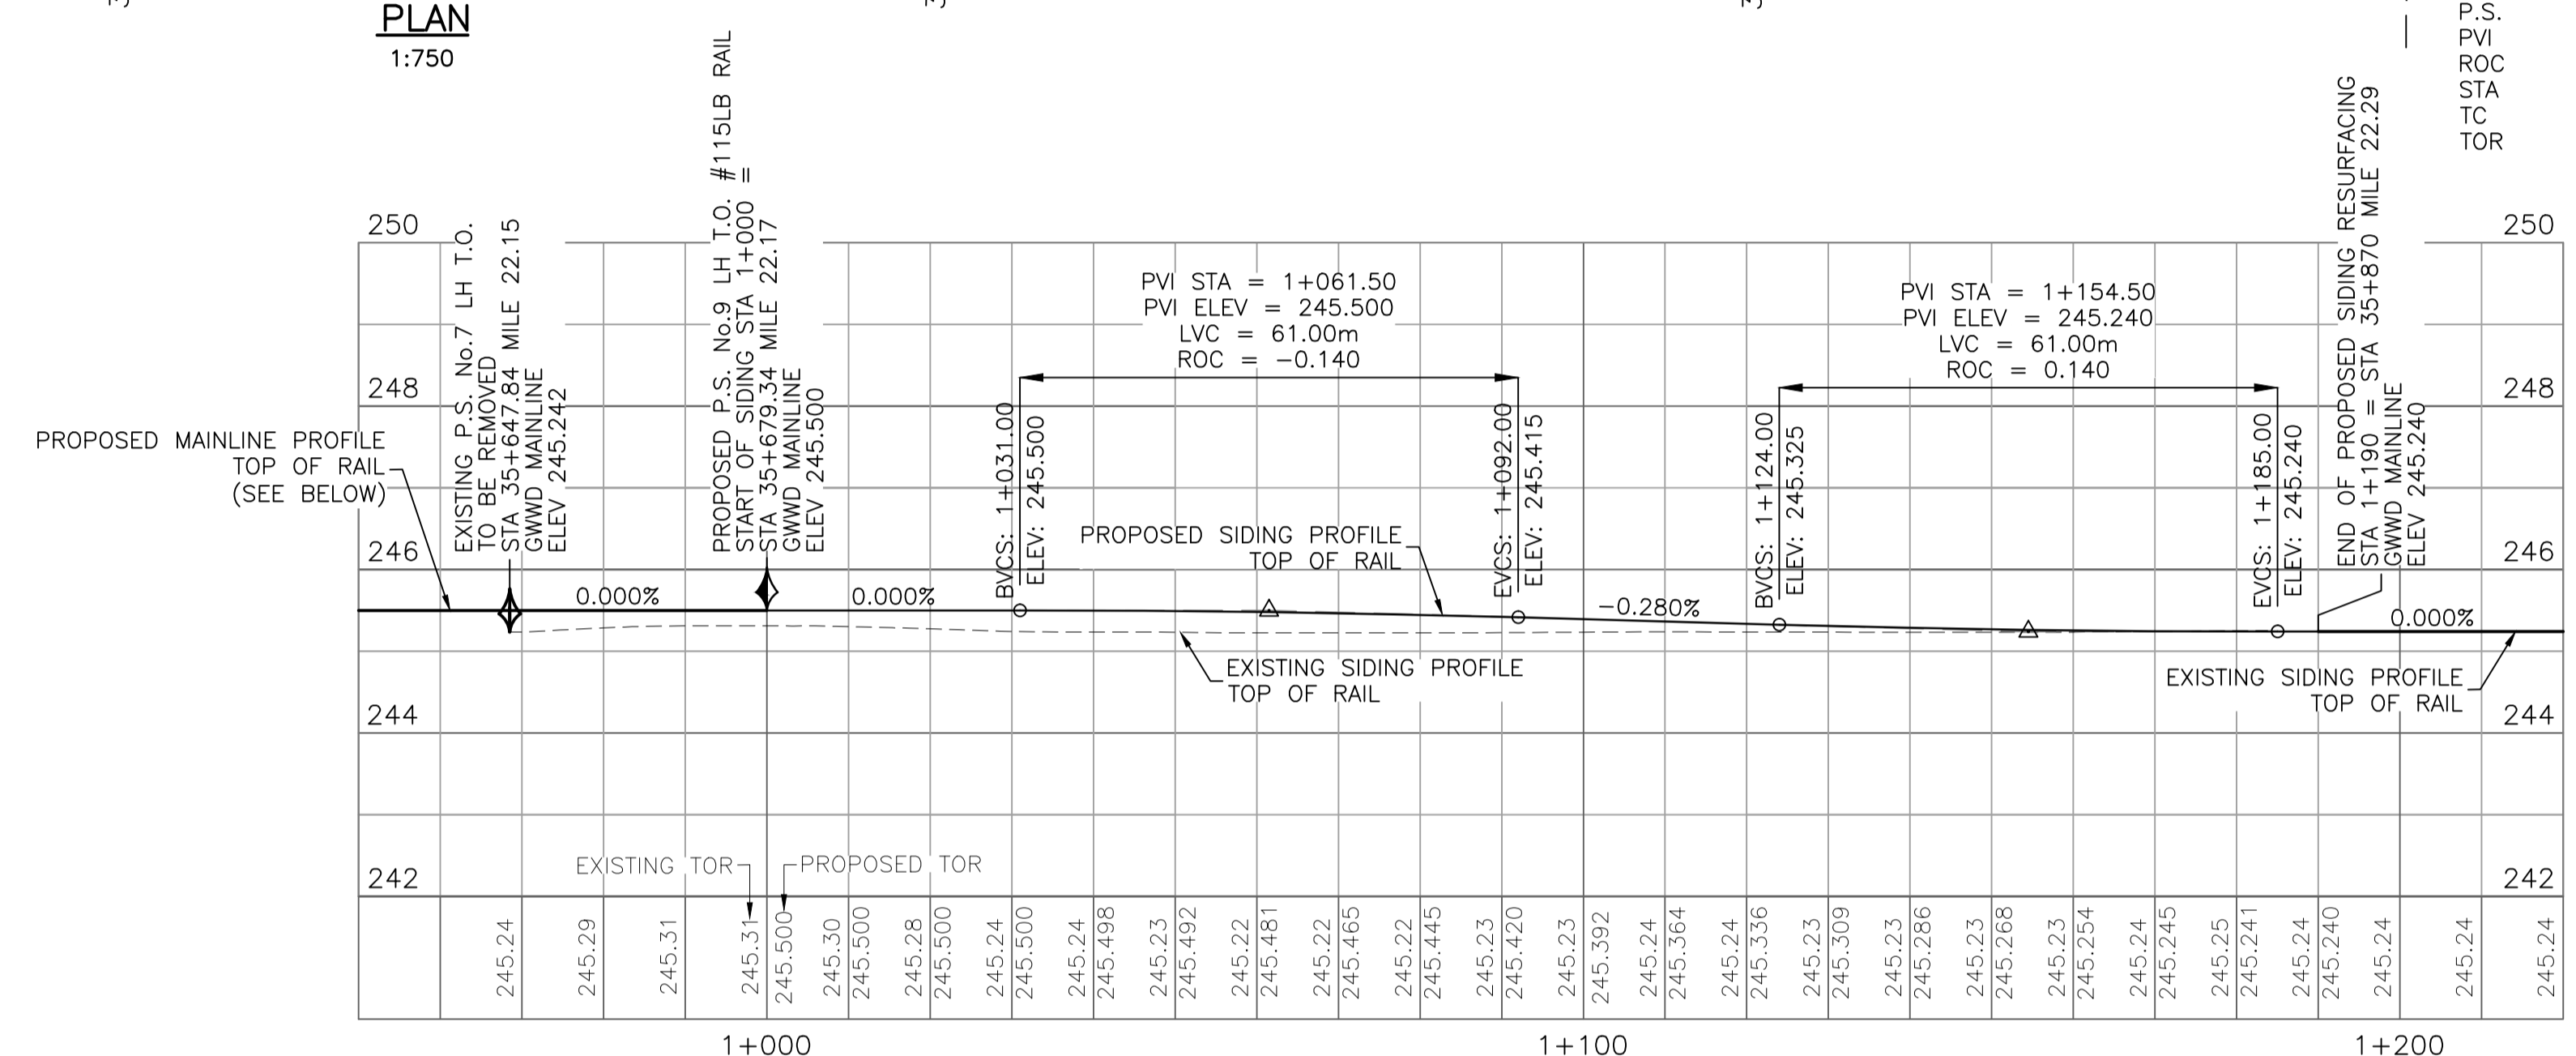 PLAN
1:750
P.S.
PVI
ROC
STA
TC
TOR
250
248
246
244
242
250
248
246
244
242
PROPOSED MAINLINE PROFILE
TOP OF RAIL
(SEE BELOW)
EXISTING P.S. No.7 LH T.O.
TO BE REMOVED
STA 35+647.84 MILE 22.15
GWWD MAINLINE
ELEV 245.242
PROPOSED P.S. No.9 LH T.O. #115LB RAIL
START OF SIDING STA 1+000 =
STA 35+679.34 MILE 22.17
GWWD MAINLINE
ELEV 245.500
0.000%
0.000%
BVCS: 1+031.00
ELEV: 245.500
PVI STA = 1+061.50
PVI ELEV = 245.500
LVC = 61.00m
ROC = -0.140
EVCS: 1+092.00
ELEV: 245.415
PROPOSED SIDING PROFILE
TOP OF RAIL
EXISTING SIDING PROFILE
TOP OF RAIL
-0.280%
BVCS: 1+124.00
ELEV: 245.325
PVI STA = 1+154.50
PVI ELEV = 245.240
LVC = 61.00m
ROC = 0.140
EVCS: 1+185.00
ELEV: 245.240
END OF PROPOSED SIDING RESURFACING
STA 1+190 = STA 35+870 MILE 22.29
GWWD MAINLINE
ELEV 245.240
0.000%
EXISTING SIDING PROFILE
TOP OF RAIL
EXISTING TOR
PROPOSED TOR
245.24
245.29
245.31
245.31
245.500
245.30
245.500
245.28
245.500
245.24
245.500
245.24
245.498
245.23
245.492
245.22
245.481
245.22
245.465
245.22
245.445
245.23
245.420
245.23
245.392
245.24
245.364
245.24
245.336
245.23
245.309
245.23
245.286
245.23
245.268
245.23
245.254
245.24
245.245
245.25
245.241
245.24
245.240
245.24
245.24
245.24
1+000
1+100
1+200